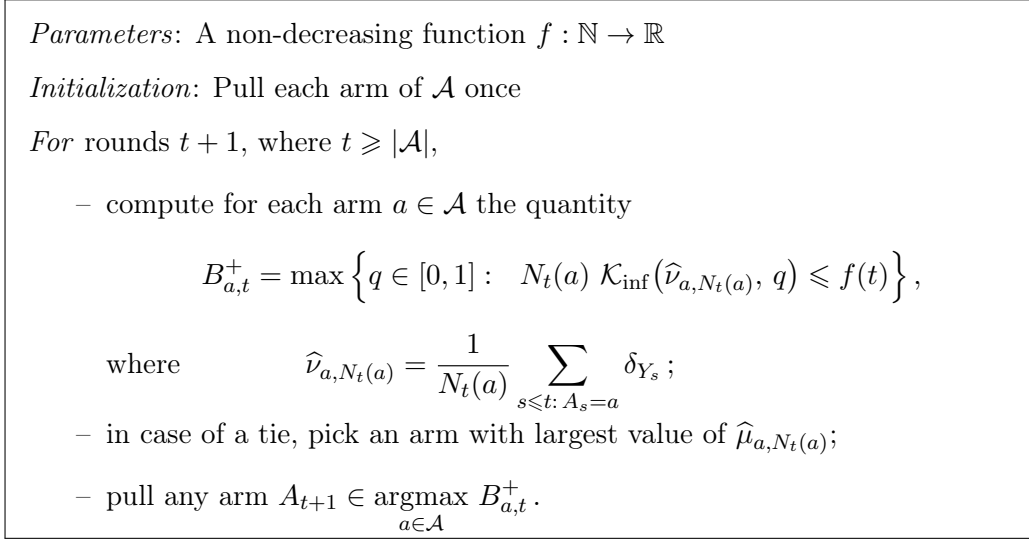 Parameters: A non-decreasing function f : ℕ → ℝ
Initialization: Pull each arm of 𝒜 once
For rounds t + 1, where t ⩾ |𝒜|,
– compute for each arm a ∈ 𝒜 the quantity
B⁺_{a,t} = max { q ∈ [0, 1] : N_t(a) 𝒦_inf(ν̂_{a,N_t(a)}, q) ⩽ f(t) } ,
where ν̂_{a,N_t(a)} = 1/N_t(a) ∑_{s⩽t: A_s=a} δ_{Y_s} ;
– in case of a tie, pick an arm with largest value of μ̂_{a,N_t(a)};
– pull any arm A_{t+1} ∈ argmax_{a∈𝒜} B⁺_{a,t} .